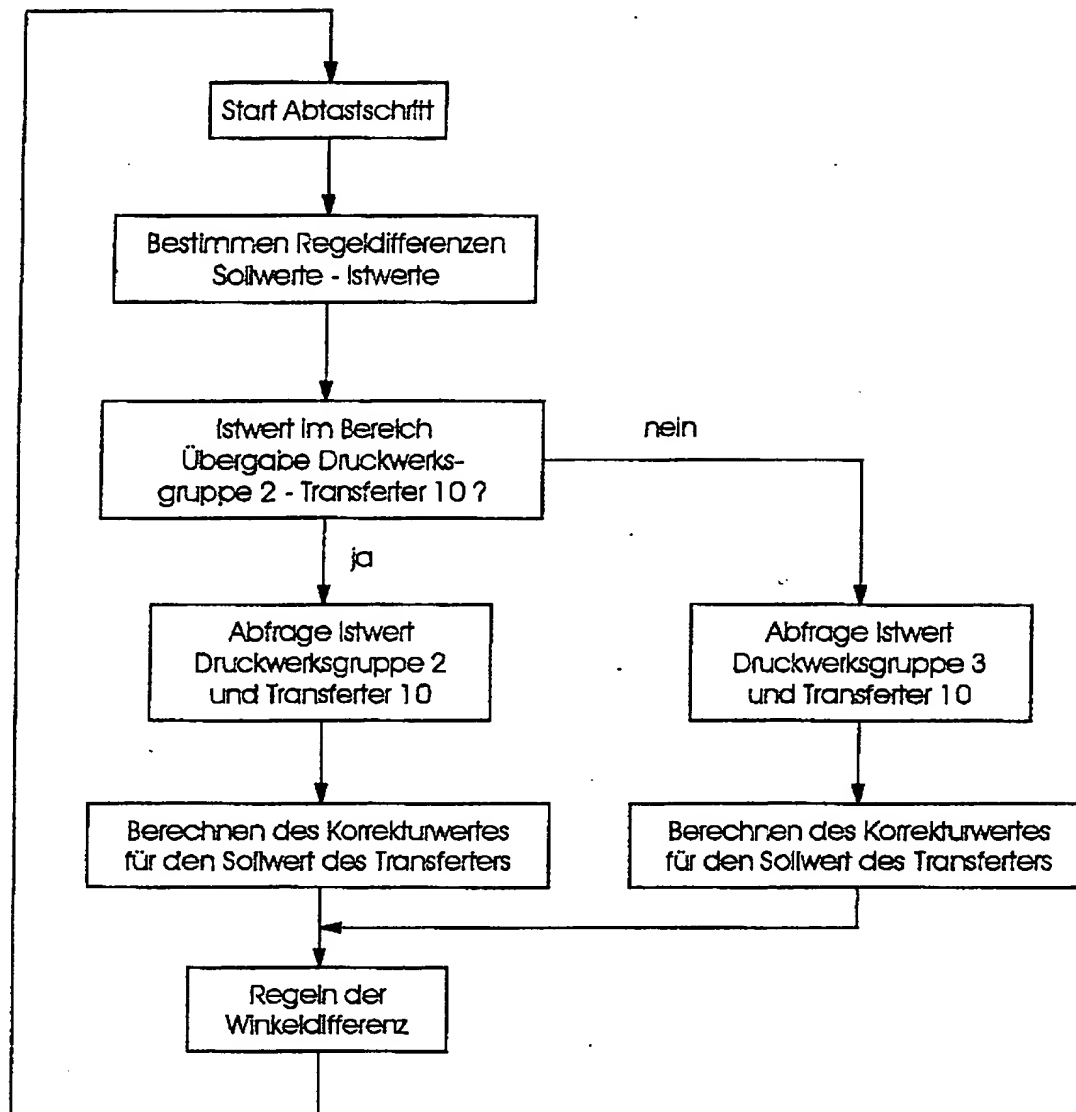 Start Abtastschritt
Bestimmen Regeldifferenzen
Sollwerte - Istwerte
Istwert im Bereich
Übergabe Druckwerks-
gruppe 2 - Transferter 10 ?
nein
ja
Abfrage Istwert
Druckwerksgruppe 2
und Transferter 10
Abfrage Istwert
Druckwerksgruppe 3
und Transferter 10
Berechnen des Korrekturwertes
für den Sollwert des Transferters
Berechnen des Korrekturwertes
für den Sollwert des Transferters
Regeln der
Winkeldifferenz